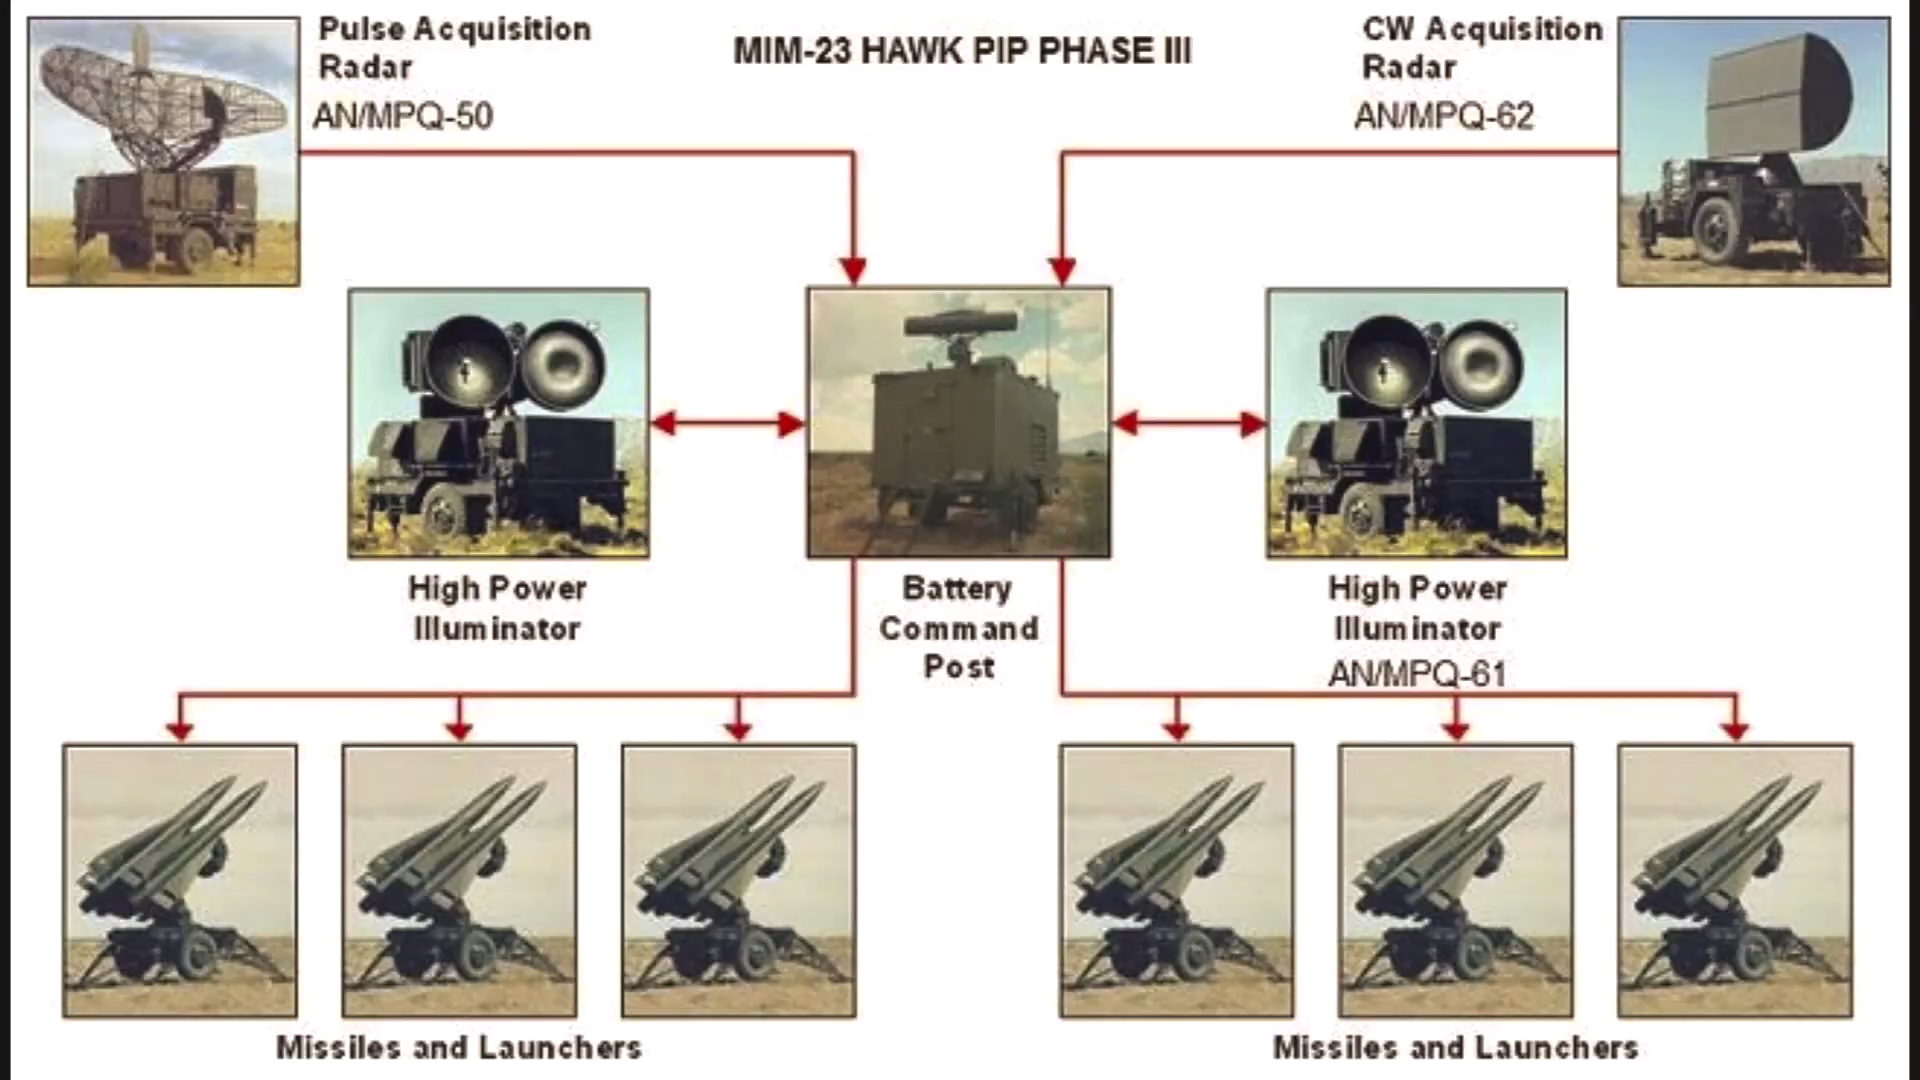 Pulse Acquisition
Radar
AN/MPQ-50
MIM-23 HAWK PIP PHASE III
CW Acquisition
Radar
AN/MPQ-62
High Power
Illuminator
Battery
Command
Post
High Power
Illuminator
AN/MPQ-61
Missiles and Launchers
Missiles and Launchers